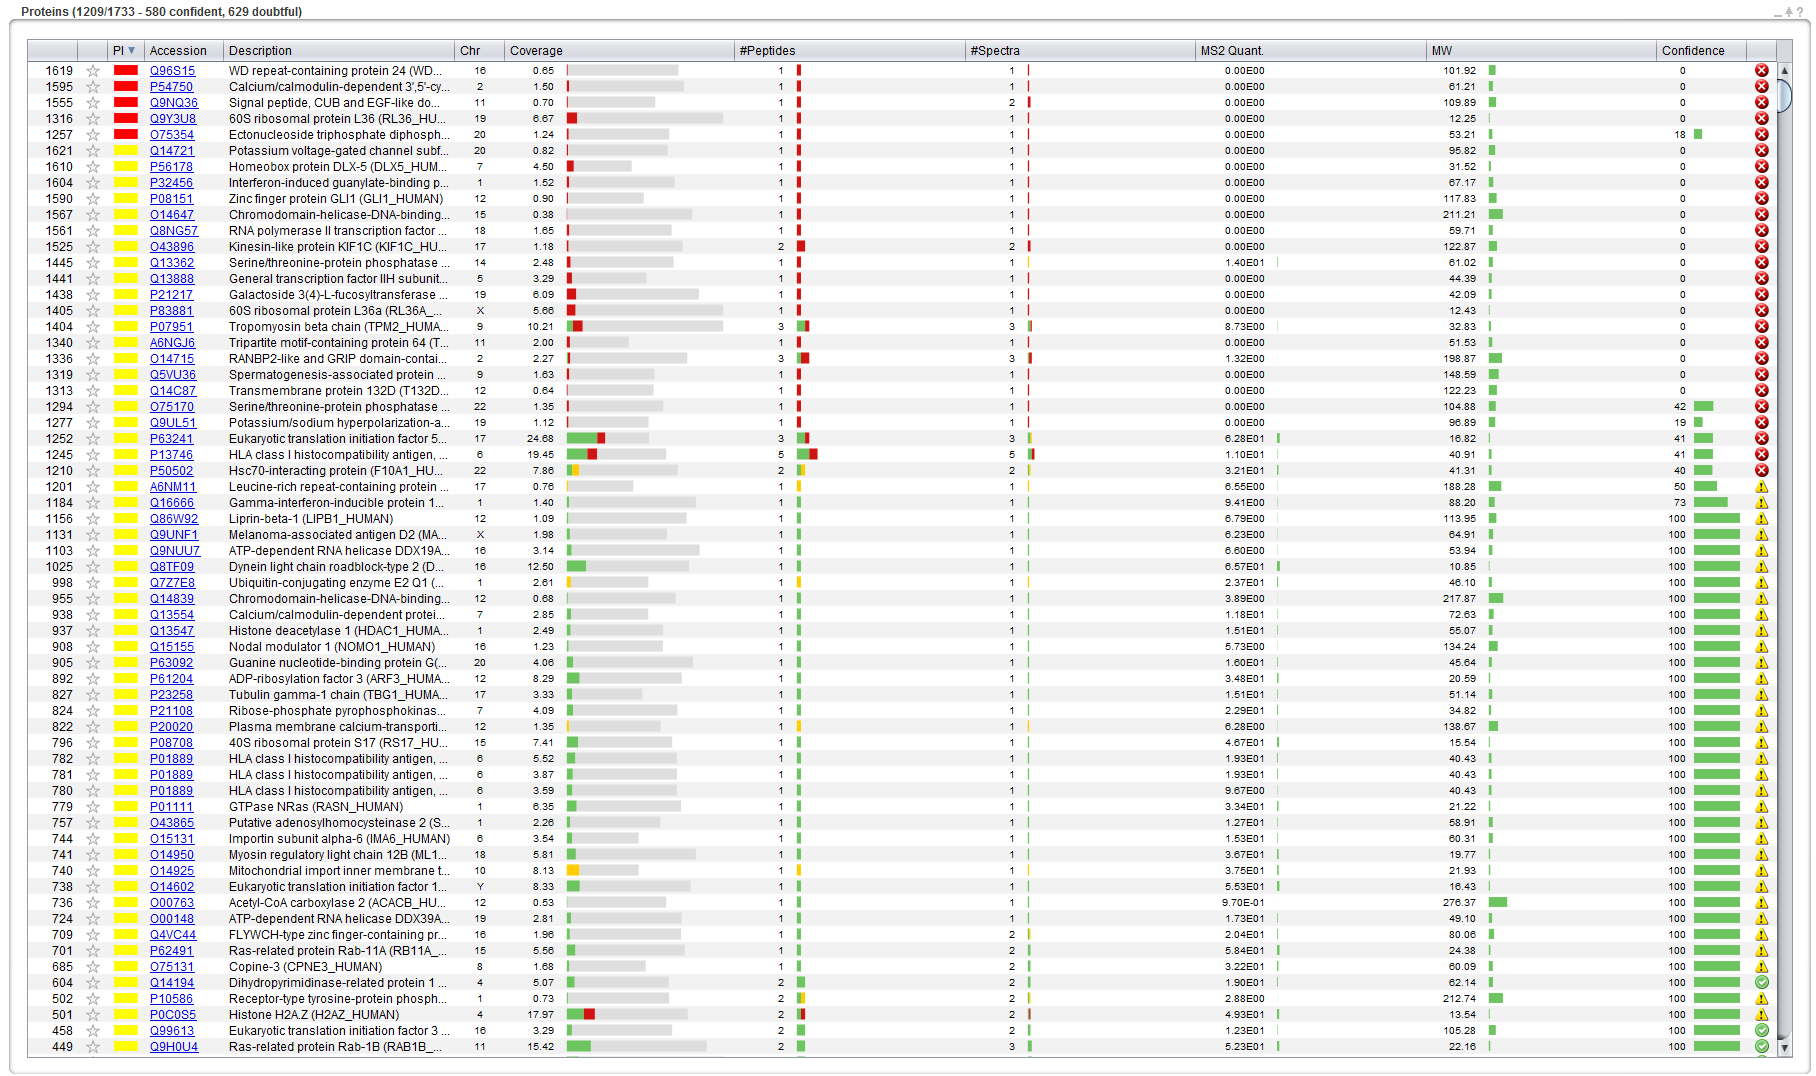 Proteins (1209/1733 - 580 confident, 629 doubtful)
PI Accession Description Chr Coverage #Peptides #Spectra MS2 Quant. MW Confidence
1619 Q96S15 WD repeat-containing protein 24 (WD... 16 0.65 1 1 0.00E00 101.92 0
1595 P54750 Calcium/calmodulin-dependent 3',5'-cy... 2 1.50 1 1 0.00E00 61.21 0
1555 Q9NQ36 Signal peptide, CUB and EGF-like do... 11 0.70 1 2 0.00E00 109.89 0
1316 Q9Y3U8 60S ribosomal protein L36 (RL36_HU... 19 6.67 1 1 0.00E00 12.25 0
1257 O75354 Ectonucleoside triphosphate diphosph... 20 1.24 1 1 0.00E00 53.21 18
1621 Q14721 Potassium voltage-gated channel subf... 20 0.82 1 1 0.00E00 95.82 0
1610 P56178 Homeobox protein DLX-5 (DLX5_HUM... 7 4.50 1 1 0.00E00 31.52 0
1604 P32456 Interferon-induced guanylate-binding p... 1 1.52 1 1 0.00E00 67.17 0
1590 P08151 Zinc finger protein GLI1 (GLI1_HUMAN) 12 0.90 1 1 0.00E00 117.83 0
1567 O14647 Chromodomain-helicase-DNA-binding... 15 0.38 1 1 0.00E00 211.21 0
1561 Q8NG57 RNA polymerase II transcription factor ... 18 1.65 1 1 0.00E00 59.71 0
1525 O43896 Kinesin-like protein KIF1C (KIF1C_HU... 17 1.18 2 2 0.00E00 122.87 0
1445 Q13362 Serine/threonine-protein phosphatase ... 14 2.48 1 1 1.40E01 61.02 0
1441 Q13888 General transcription factor IIH subunit... 5 3.29 1 1 0.00E00 44.39 0
1438 P21217 Galactoside 3(4)-L-fucosyltransferase ... 19 6.09 1 1 0.00E00 42.09 0
1405 P83881 60S ribosomal protein L36a (RL36A_... X 5.66 1 1 0.00E00 12.43 0
1404 P07951 Tropomyosin beta chain (TPM2_HUMA... 9 10.21 3 3 8.73E00 32.83 0
1340 A6NGJ6 Tripartite motif-containing protein 64 (T... 11 2.00 1 1 0.00E00 51.53 0
1336 O14715 RANBP2-like and GRIP domain-contai... 2 2.27 3 3 1.32E00 198.87 0
1319 Q5VU36 Spermatogenesis-associated protein ... 9 1.63 1 1 0.00E00 148.59 0
1313 Q14C87 Transmembrane protein 132D (T132D... 12 0.64 1 1 0.00E00 122.23 0
1294 O75170 Serine/threonine-protein phosphatase ... 22 1.35 1 1 0.00E00 104.88 42
1277 Q9UL51 Potassium/sodium hyperpolarization-a... 19 1.12 1 1 0.00E00 96.89 19
1252 P63241 Eukaryotic translation initiation factor 5... 17 24.68 3 3 6.28E01 16.82 41
1245 P13746 HLA class I histocompatibility antigen, ... 6 19.45 5 5 1.10E01 40.91 41
1210 P50502 Hsc70-interacting protein (F10A1_HU... 22 7.86 2 2 3.21E01 41.31 40
1201 A6NM11 Leucine-rich repeat-containing protein ... 17 0.76 1 1 6.55E00 188.28 50
1184 Q16666 Gamma-interferon-inducible protein 1... 1 1.40 1 1 9.41E00 88.20 73
1156 Q86W92 Liprin-beta-1 (LIPB1_HUMAN) 12 1.09 1 1 6.79E00 113.95 100
1131 Q9UNF1 Melanoma-associated antigen D2 (MA... X 1.98 1 1 6.23E00 64.91 100
1103 Q9NUU7 ATP-dependent RNA helicase DDX19A... 16 3.14 1 1 6.60E00 53.94 100
1025 Q8TF09 Dynein light chain roadblock-type 2 (D... 16 12.50 1 1 6.57E01 10.85 100
998 Q7Z7E8 Ubiquitin-conjugating enzyme E2 Q1 (... 1 2.61 1 1 2.37E01 46.10 100
955 Q14839 Chromodomain-helicase-DNA-binding... 12 0.68 1 1 3.89E00 217.87 100
938 Q13554 Calcium/calmodulin-dependent protei... 7 2.85 1 1 1.18E01 72.63 100
937 Q13547 Histone deacetylase 1 (HDAC1_HUMA... 1 2.49 1 1 1.51E01 55.07 100
908 Q15155 Nodal modulator 1 (NOMO1_HUMAN) 16 1.23 1 1 5.73E00 134.24 100
905 P63092 Guanine nucleotide-binding protein G(... 20 4.06 1 1 1.60E01 45.64 100
892 P61204 ADP-ribosylation factor 3 (ARF3_HUMA... 12 8.29 1 1 3.48E01 20.59 100
827 P23258 Tubulin gamma-1 chain (TBG1_HUMA... 17 3.33 1 1 1.51E01 51.14 100
824 P21108 Ribose-phosphate pyrophosphokinas... 7 4.09 1 1 2.29E01 34.82 100
822 P20020 Plasma membrane calcium-transporti... 12 1.35 1 1 6.28E00 138.67 100
796 P08708 40S ribosomal protein S17 (RS17_HU... 15 7.41 1 1 4.67E01 15.54 100
782 P01889 HLA class I histocompatibility antigen, ... 6 5.52 1 1 1.93E01 40.43 100
781 P01889 HLA class I histocompatibility antigen, ... 6 3.87 1 1 1.93E01 40.43 100
780 P01889 HLA class I histocompatibility antigen, ... 6 3.59 1 1 9.67E00 40.43 100
779 P01111 GTPase NRas (RASN_HUMAN) 1 6.35 1 1 3.34E01 21.22 100
757 O43865 Putative adenosylhomocysteinase 2 (S... 1 2.26 1 1 1.27E01 58.91 100
744 O15131 Importin subunit alpha-6 (IMA6_HUMAN) 6 3.54 1 1 1.53E01 60.31 100
741 O14950 Myosin regulatory light chain 12B (ML1... 18 5.81 1 1 3.67E01 19.77 100
740 O14925 Mitochondrial import inner membrane t... 10 8.13 1 1 3.75E01 21.93 100
738 O14602 Eukaryotic translation initiation factor 1... Y 8.33 1 1 5.53E01 16.43 100
736 O00763 Acetyl-CoA carboxylase 2 (ACACB_HU... 12 0.53 1 1 9.70E-01 276.37 100
724 O00148 ATP-dependent RNA helicase DDX39A... 19 2.81 1 1 1.73E01 49.10 100
709 Q4VC44 FLYWCH-type zinc finger-containing pr... 16 1.96 1 2 2.04E01 80.06 100
701 P62491 Ras-related protein Rab-11A (RB11A_... 15 5.56 1 2 5.84E01 24.38 100
685 O75131 Copine-3 (CPNE3_HUMAN) 8 1.68 1 2 3.22E01 60.09 100
604 Q14194 Dihydropyrimidinase-related protein 1 ... 4 5.07 2 2 1.90E01 62.14 100
502 P10586 Receptor-type tyrosine-protein phosph... 1 0.73 2 2 2.88E00 212.74 100
501 P0C0S5 Histone H2A.Z (H2AZ_HUMAN) 4 17.97 2 2 4.93E01 13.54 100
458 Q99613 Eukaryotic translation initiation factor 3 ... 16 3.29 2 2 1.23E01 105.28 100
449 Q9H0U4 Ras-related protein Rab-1B (RAB1B_... 11 15.42 2 3 5.23E01 22.16 100